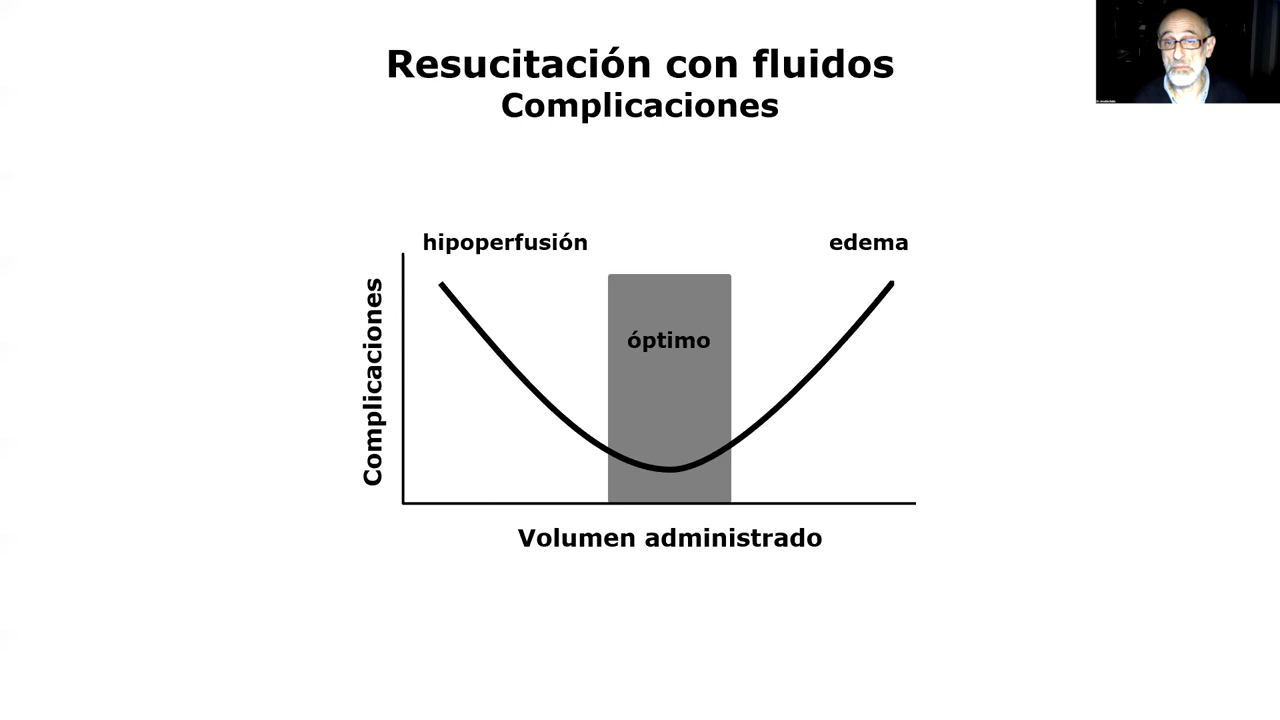 Resucitación con fluidos
Complicaciones
hipoperfusión
edema
óptimo
Complicaciones
Volumen administrado